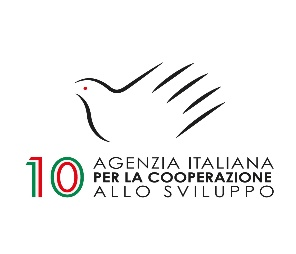 10 AGENZIA ITALIANA
PER LA COOPERAZIONE
ALLO SVILUPPO